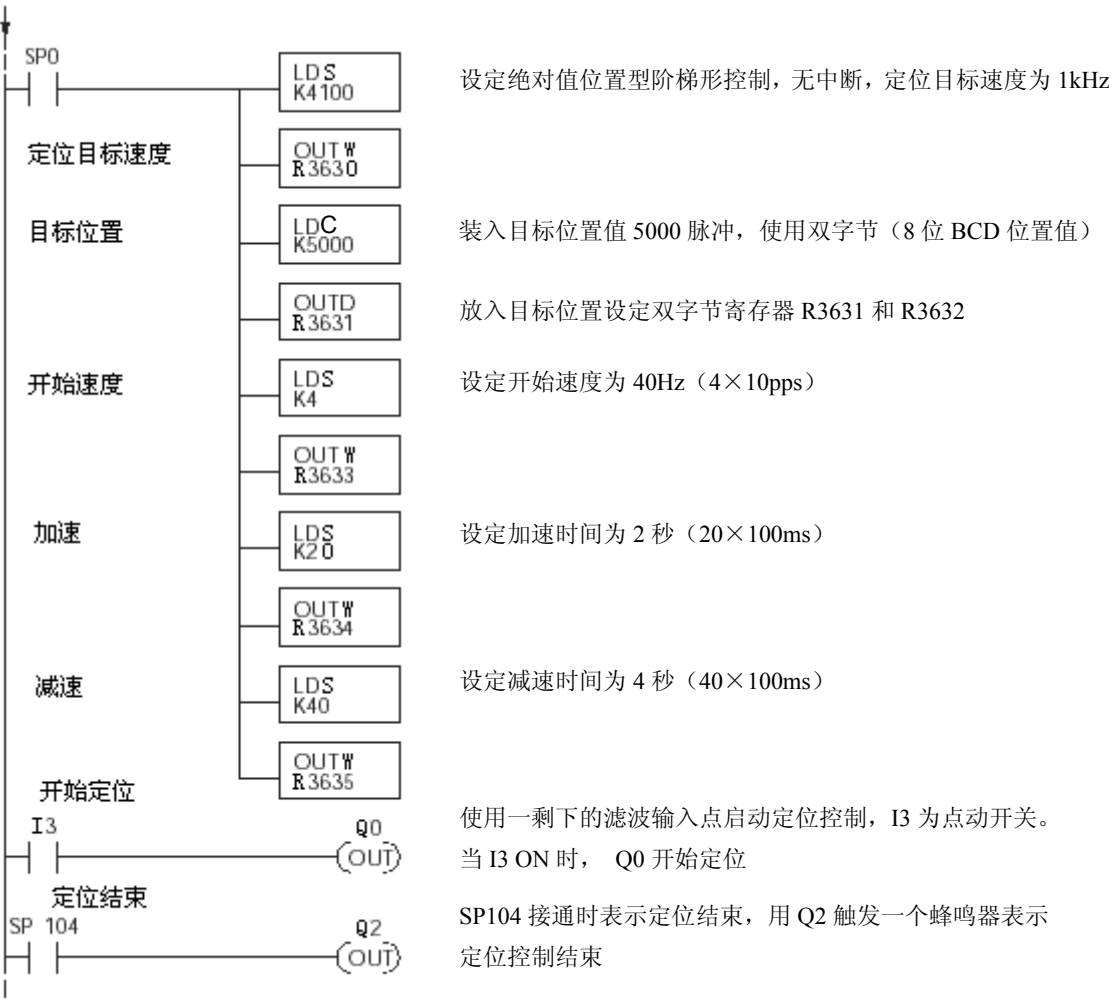 SP0
LDS
K4100
设定绝对值位置型阶梯形控制，无中断，定位目标速度为 1kHz
定位目标速度
OUTW
R3630
目标位置
LDC
K5000
装入目标位置值 5000 脉冲，使用双字节（8 位 BCD 位置值）
OUTD
R3631
放入目标位置设定双字节寄存器 R3631 和 R3632
开始速度
LDS
K4
设定开始速度为 40Hz（4×10pps）
OUTW
R3633
加速
LDS
K20
设定加速时间为 2 秒（20×100ms）
OUTW
R3634
减速
LDS
K40
设定减速时间为 4 秒（40×100ms）
OUTW
R3635
开始定位
I3
Q0
(OUT)
使用一剩下的滤波输入点启动定位控制，I3 为点动开关。
当 I3 ON 时， Q0 开始定位
定位结束
SP 104
Q2
(OUT)
SP104 接通时表示定位结束，用 Q2 触发一个蜂鸣器表示
定位控制结束